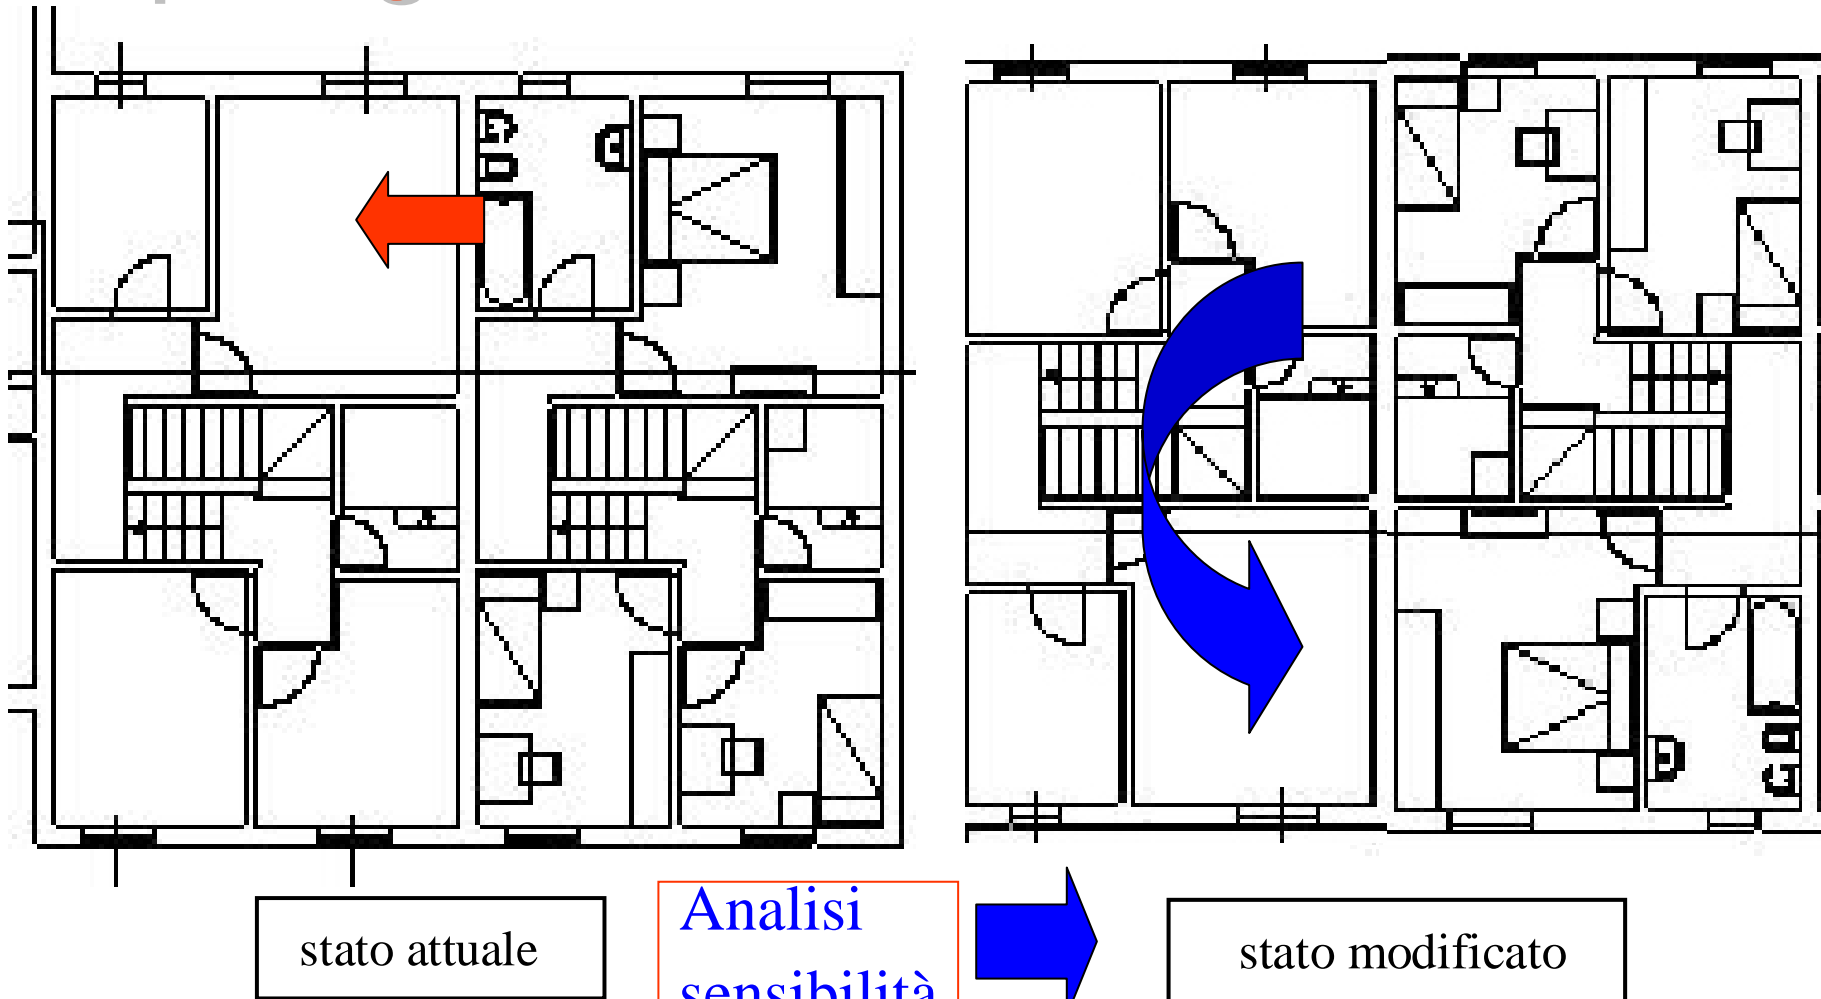 stato attuale
Analisi
sensibilità
stato modificato